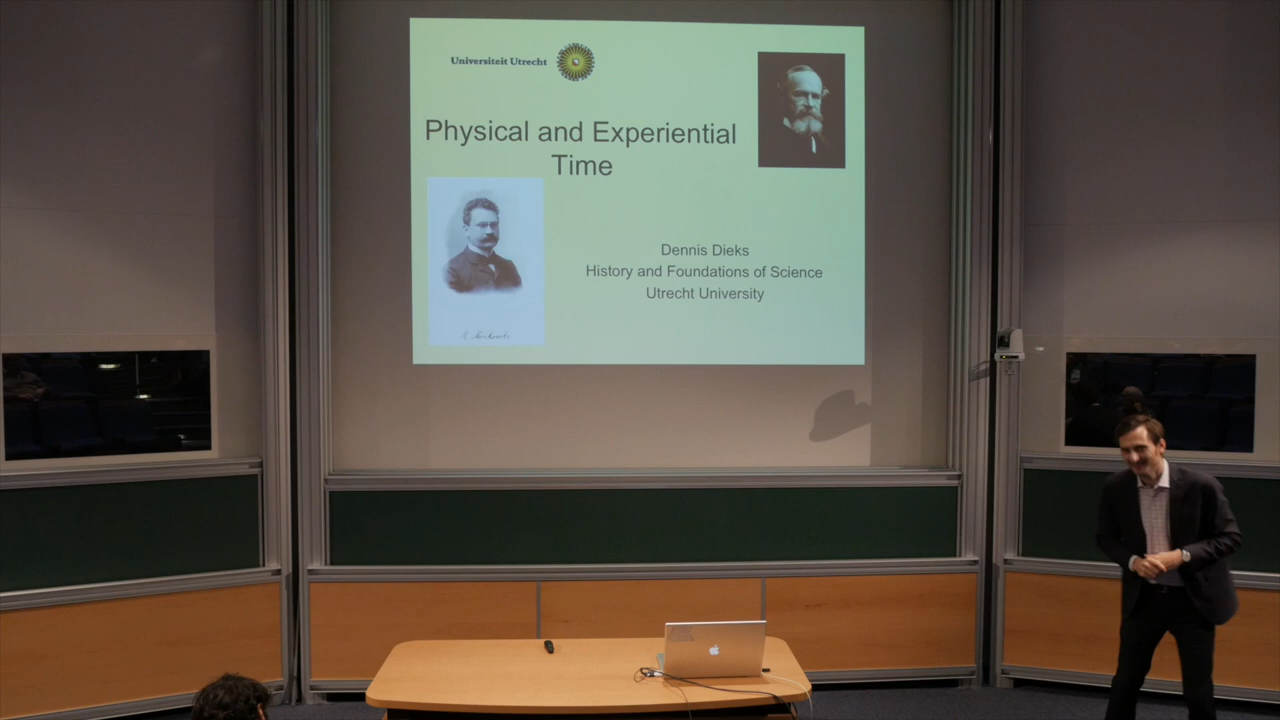 Universiteit Utrecht
Physical and Experiential
Time
Dennis Dieks
History and Foundations of Science
Utrecht University